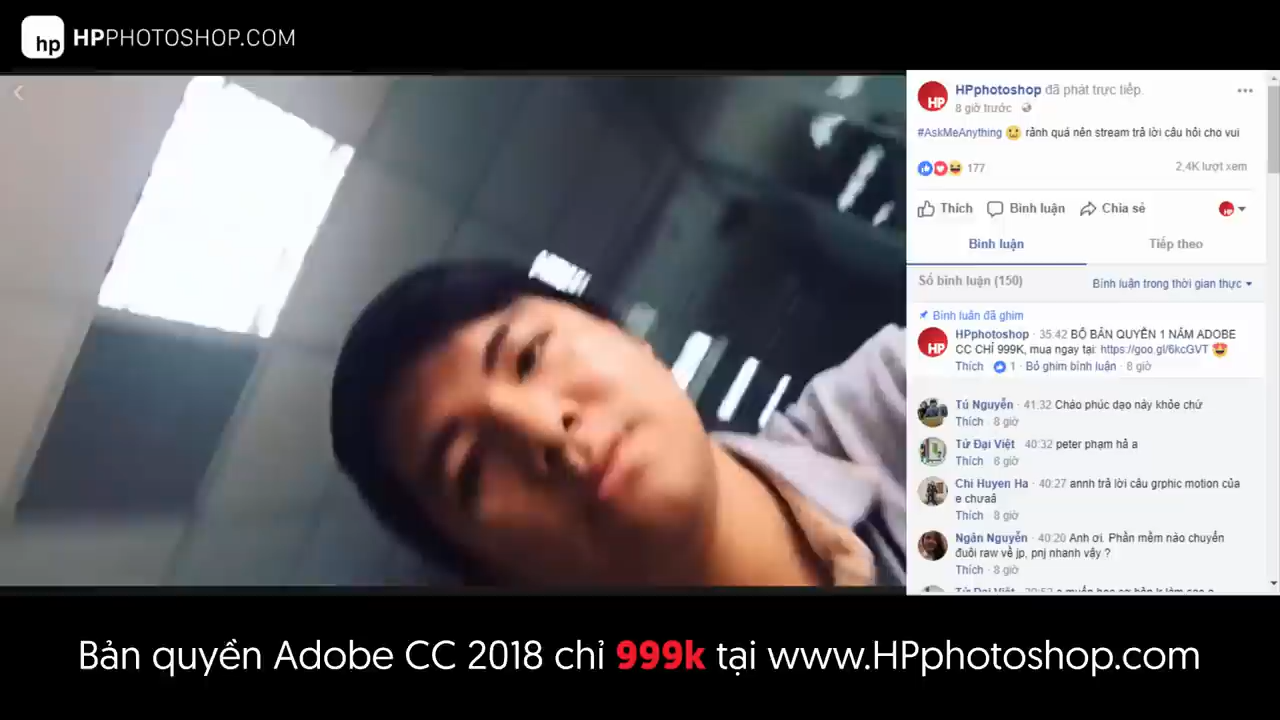 hp HPPHOTOSHOP.COM
HP HPphotoshop đã phát trực tiếp.
8 giờ trước
#AskMeAnything rảnh quá nên stream trả lời câu hỏi cho vui
177 2,4K lượt xem
Thích Bình luận Chia sẻ
Bình luận Tiếp theo
Số bình luận (150) Bình luận trong thời gian thực
Bình luận đã ghim
HP HPphotoshop · 35:42 BỘ BẢN QUYỀN 1 NĂM ADOBE
CC CHỈ 999K, mua ngay tại: https://goo.gl/6kcGVT
Thích · 1 · Bỏ ghim bình luận · 8 giờ
Tú Nguyễn · 41:32 Chào phúc dạo này khỏe chứ
Thích · 8 giờ
Tứ Đại Việt · 40:32 peter phạm hả a
Thích · 8 giờ
Chi Huyen Ha · 40:27 annh trả lời câu grphic motion của
e chưaâ
Thích · 8 giờ
Ngân Nguyễn · 40:20 Anh ơi. Phần mềm nào chuyển
đuôi raw về jp, pnj nhanh vậy ?
Thích · 8 giờ
Bản quyền Adobe CC 2018 chỉ 999k tại www.HPphotoshop.com